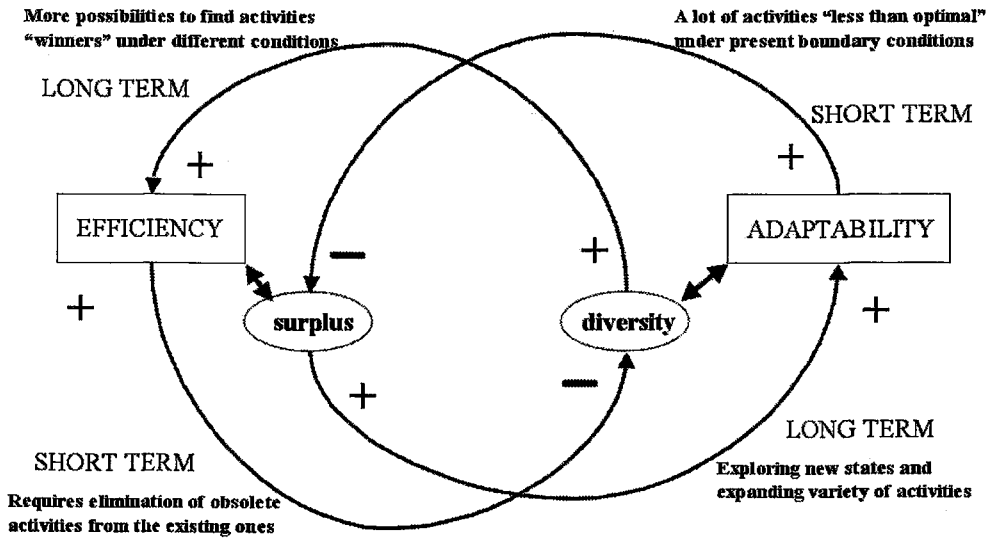 More possibilities to find activities
“winners” under different conditions
A lot of activities “less than optimal”
under present boundary conditions
LONG TERM
SHORT TERM
+
+
EFFICIENCY
ADAPTABILITY
−
+
+
+
surplus
diversity
−
+
LONG TERM
SHORT TERM
Exploring new states and
expanding variety of activities
Requires elimination of obsolete
activities from the existing ones